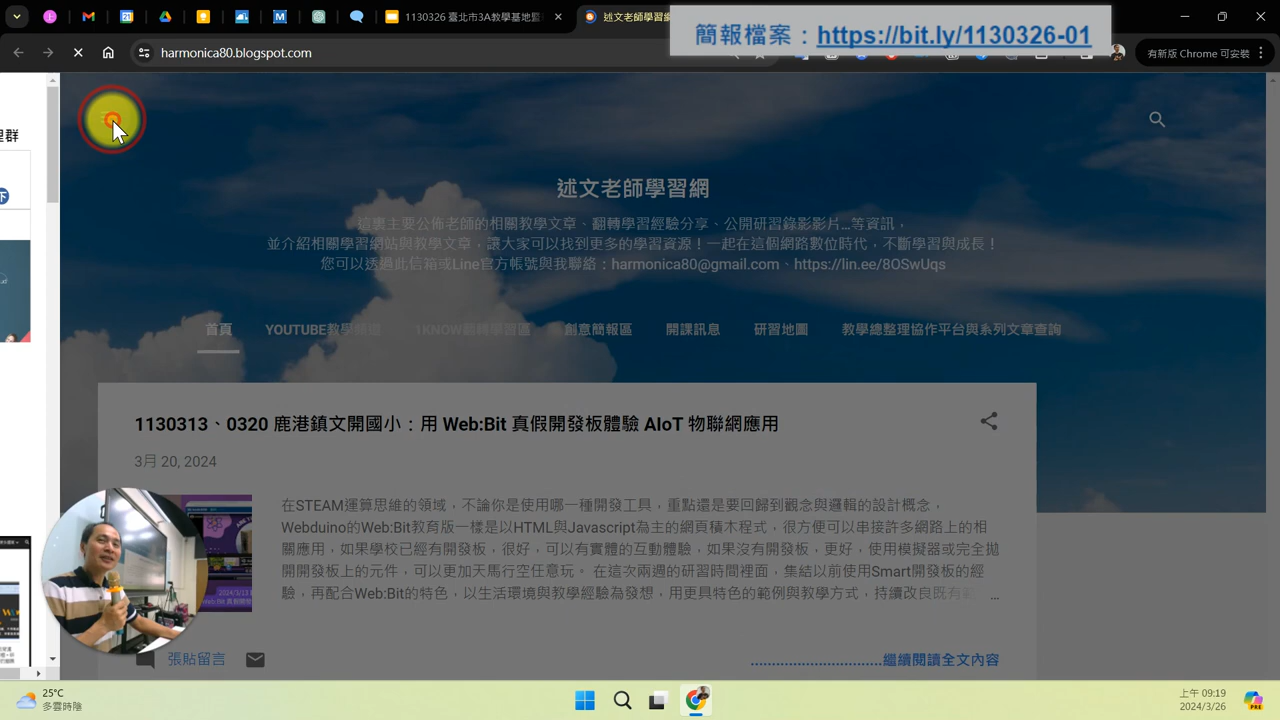 1130326 臺北市3A教學基地監
述文老師學習網
簡報檔案：https://bit.ly/1130326-01
harmonica80.blogspot.com
有新版 Chrome 可安裝
理群
下
述文老師學習網
這裏主要公佈老師的相關教學文章、翻轉學習經驗分享、公開研習錄影影片...等資訊，
並介紹相關學習網站與教學文章，讓大家可以找到更多的學習資源！一起在這個網路數位時代，不斷學習與成長！
您可以透過此信箱或Line官方帳號與我聯絡：harmonica80@gmail.com、https://lin.ee/8OSwUqs
首頁
YOUTUBE教學頻道
1KNOW翻轉學習區
創意簡報區
開課訊息
研習地圖
教學總整理協作平台與系列文章查詢
1130313、0320 鹿港鎮文開國小：用 Web:Bit 真假開發板體驗 AIoT 物聯網應用
3月 20, 2024
在STEAM運算思維的領域，不論你是使用哪一種開發工具，重點還是要回歸到觀念與邏輯的設計概念，
Webduino的Web:Bit教育版一樣是以HTML與Javascript為主的網頁積木程式，很方便可以串接許多網路上的相
關應用，如果學校已經有開發板，很好，可以有實體的互動體驗，如果沒有開發板，更好，使用模擬器或完全拋
開開發板上的元件，可以更加天馬行空任意玩。 在這次兩週的研習時間裡面，集結以前使用Smart開發板的經
驗，再配合Web:Bit的特色，以生活環境與教學經驗為發想，用更具特色的範例與教學方式，持續改良既有範 ...
張貼留言
..............................繼續閱讀全文內容
25°C
多雲時陰
上午 09:19
2024/3/26